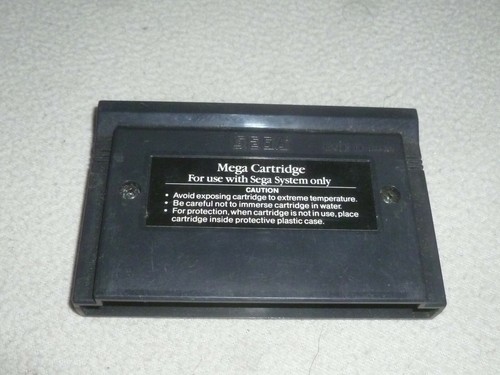 SEGA
Mega Cartridge
For use with Sega System only
CAUTION
• Avoid exposing cartridge to extreme temperature.
• Be careful not to immerse cartridge in water.
• For protection, when cartridge is not in use, place
cartridge inside protective plastic case.